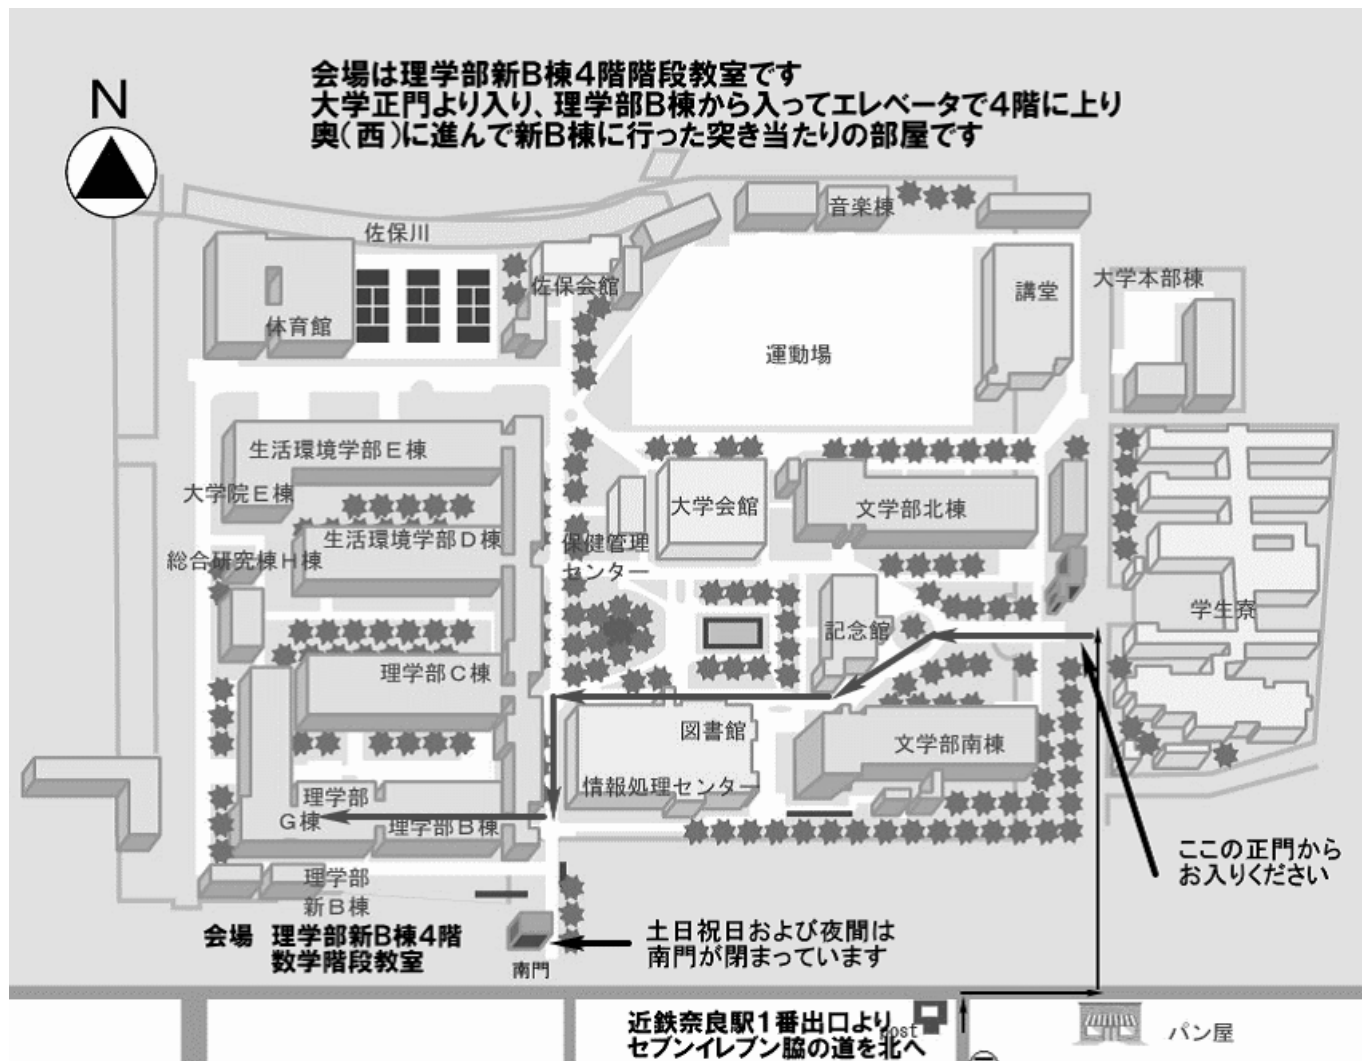 会場は理学部新B棟4階階段教室です
大学正門より入り、理学部B棟から入ってエレベータで4階に上り
奥(西)に進んで新B棟に行った突き当たりの部屋です
N
音楽棟
佐保川
佐保会館
講堂
大学本部棟
体育館
運動場
生活環境学部E棟
大学院E棟
大学会館
文学部北棟
生活環境学部D棟
保健管理
センター
総合研究棟H棟
学生寮
記念館
理学部C棟
図書館
文学部南棟
情報処理センター
理学部
G棟
理学部B棟
ここの正門から
お入りください
理学部
新B棟
会場 理学部新B棟4階
数学階段教室
土日祝日および夜間は
南門が閉まっています
南門
近鉄奈良駅1番出口より
post
セブンイレブン脇の道を北へ
パン屋